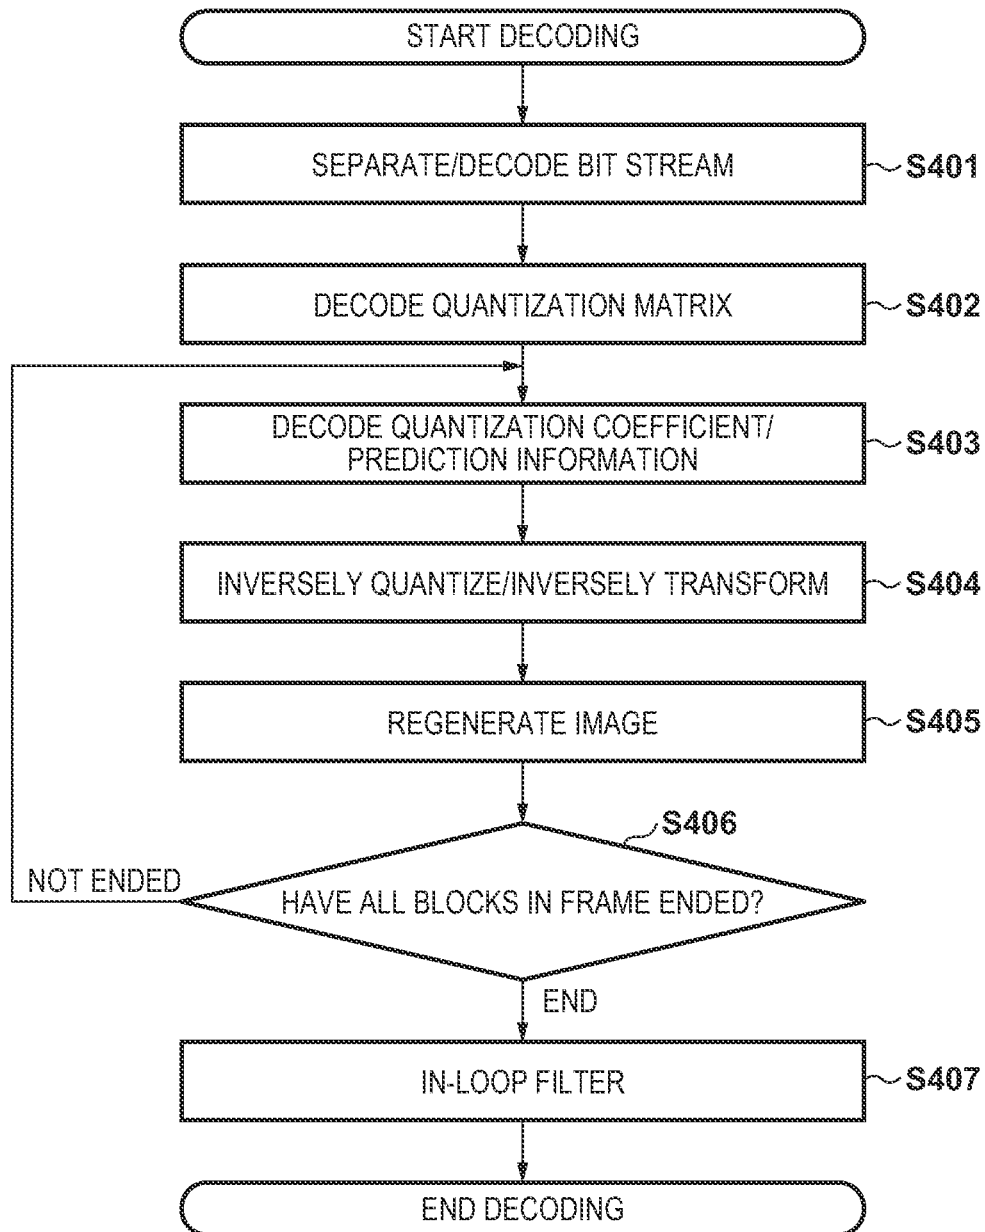 START DECODING
SEPARATE/DECODE BIT STREAM
S401
DECODE QUANTIZATION MATRIX
S402
DECODE QUANTIZATION COEFFICIENT/
PREDICTION INFORMATION
S403
INVERSELY QUANTIZE/INVERSELY TRANSFORM
S404
REGENERATE IMAGE
S405
S406
NOT ENDED
HAVE ALL BLOCKS IN FRAME ENDED?
END
IN-LOOP FILTER
S407
END DECODING